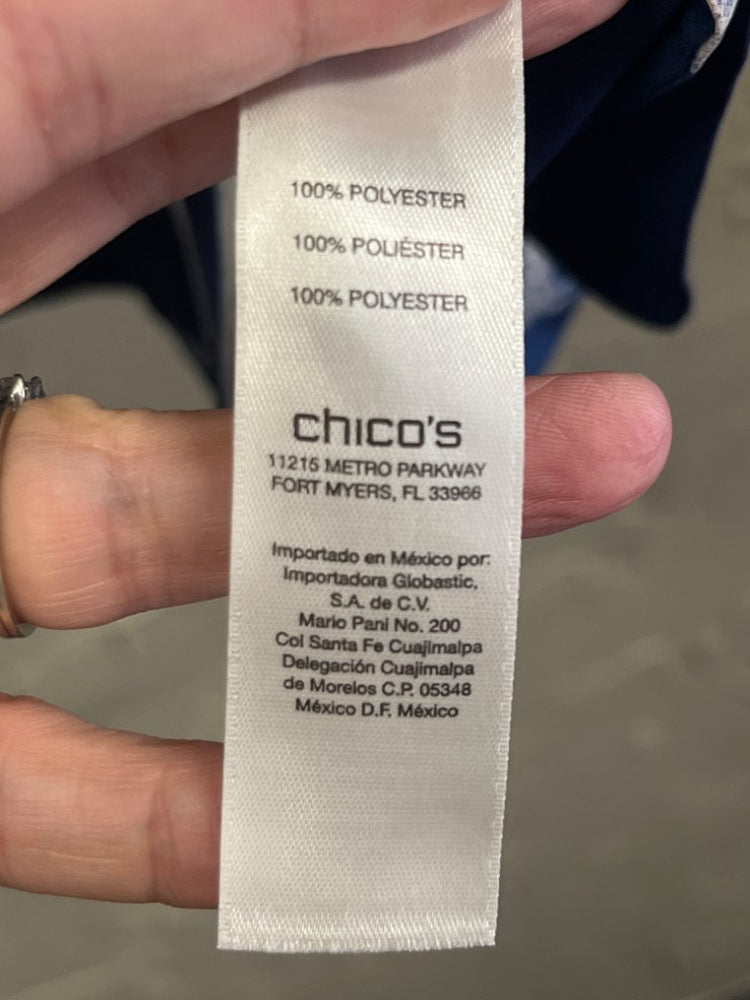 100% POLYESTER
100% POLIÉSTER
100% POLYESTER
chico's
11215 METRO PARKWAY
FORT MYERS, FL 33966
Importado en México por:
Importadora Globastic,
S.A. de C.V.
Mario Pani No. 200
Col Santa Fe Cuajimalpa
Delegación Cuajimalpa
de Morelos C.P. 05348
México D.F. México